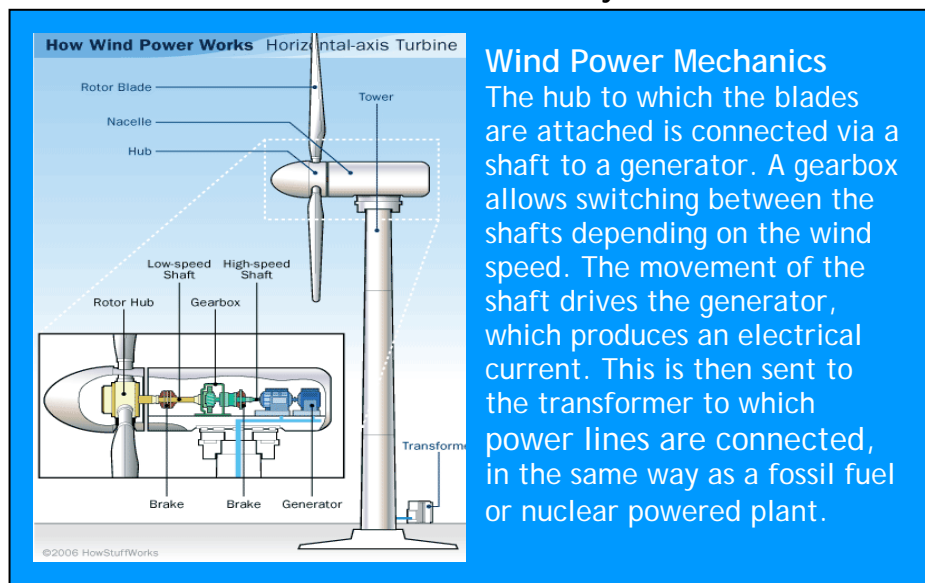 How Wind Power Works Horizontal-axis Turbine
Rotor Blade
Tower
Nacelle
Hub
Low-speed
Shaft
High-speed
Shaft
Rotor Hub
Gearbox
Transforme
Brake
Brake
Generator
©2006 HowStuffWorks
Wind Power Mechanics
The hub to which the blades
are attached is connected via a
shaft to a generator. A gearbox
allows switching between the
shafts depending on the wind
speed. The movement of the
shaft drives the generator,
which produces an electrical
current. This is then sent to
the transformer to which
power lines are connected,
in the same way as a fossil fuel
or nuclear powered plant.